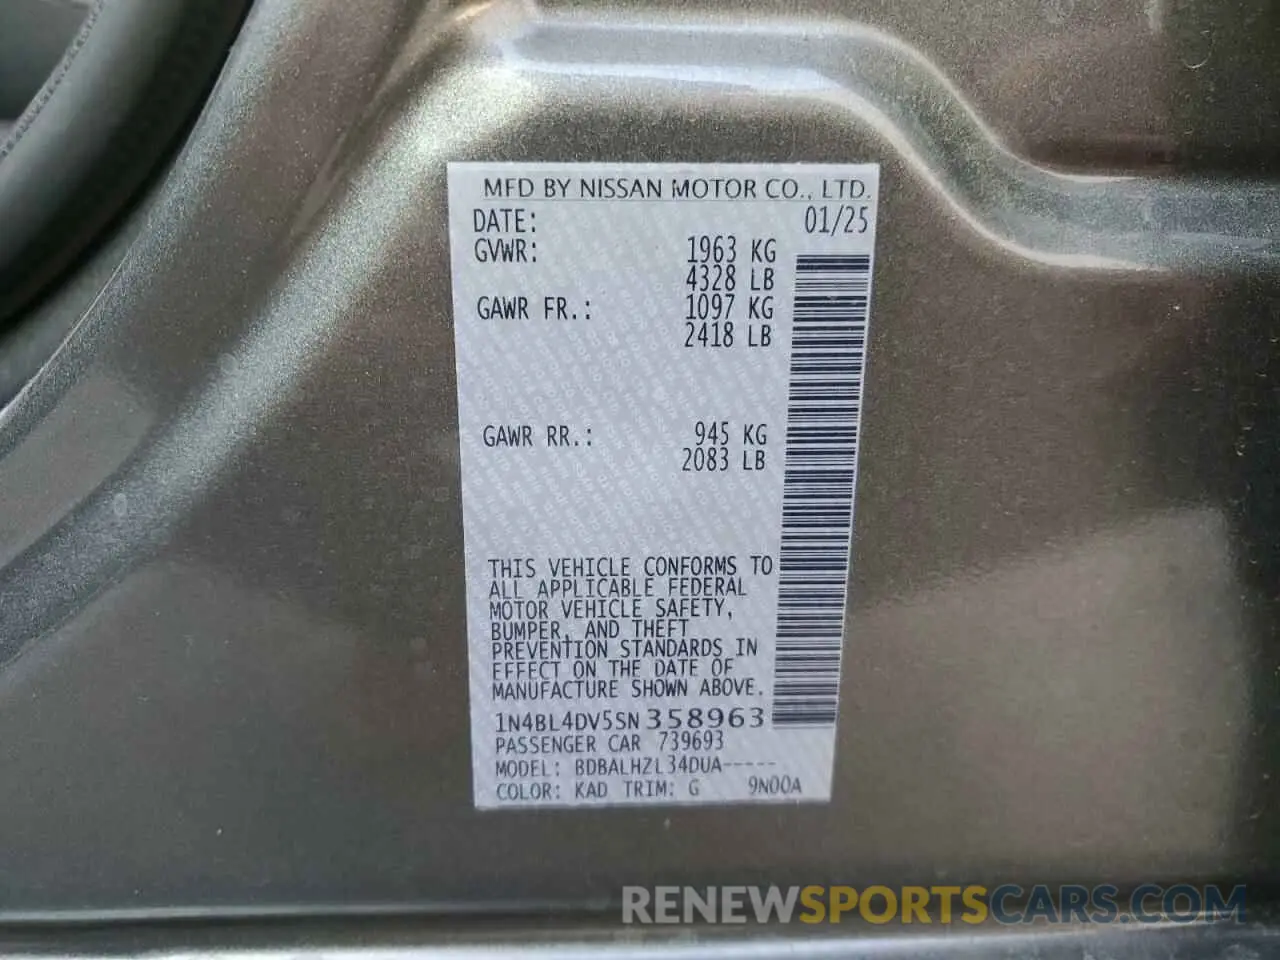 MFD BY NISSAN MOTOR CO., LTD.
DATE: 01/25
GVWR: 1963 KG
4328 LB
GAWR FR.: 1097 KG
2418 LB
GAWR RR.: 945 KG
2083 LB
THIS VEHICLE CONFORMS TO
ALL APPLICABLE FEDERAL
MOTOR VEHICLE SAFETY,
BUMPER, AND THEFT
PREVENTION STANDARDS IN
EFFECT ON THE DATE OF
MANUFACTURE SHOWN ABOVE.
1N4BL4DV5SN358963
PASSENGER CAR 739693
MODEL: BDBALHZL34DUA-----
COLOR: KAD TRIM: G 9N00A
RENEWSPORTSCARS.COM